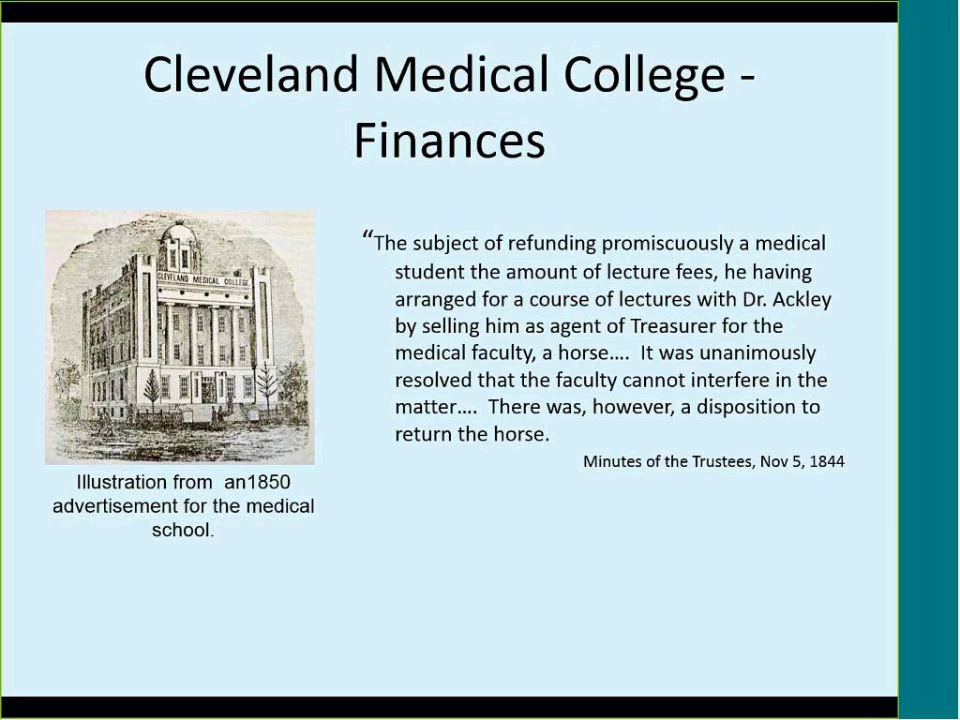 Cleveland Medical College -
Finances
CLEVELAND MEDICAL COLLEGE
“The subject of refunding promiscuously a medical
student the amount of lecture fees, he having
arranged for a course of lectures with Dr. Ackley
by selling him as agent of Treasurer for the
medical faculty, a horse…. It was unanimously
resolved that the faculty cannot interfere in the
matter…. There was, however, a disposition to
return the horse.
Minutes of the Trustees, Nov 5, 1844
Illustration from an1850
advertisement for the medical
school.